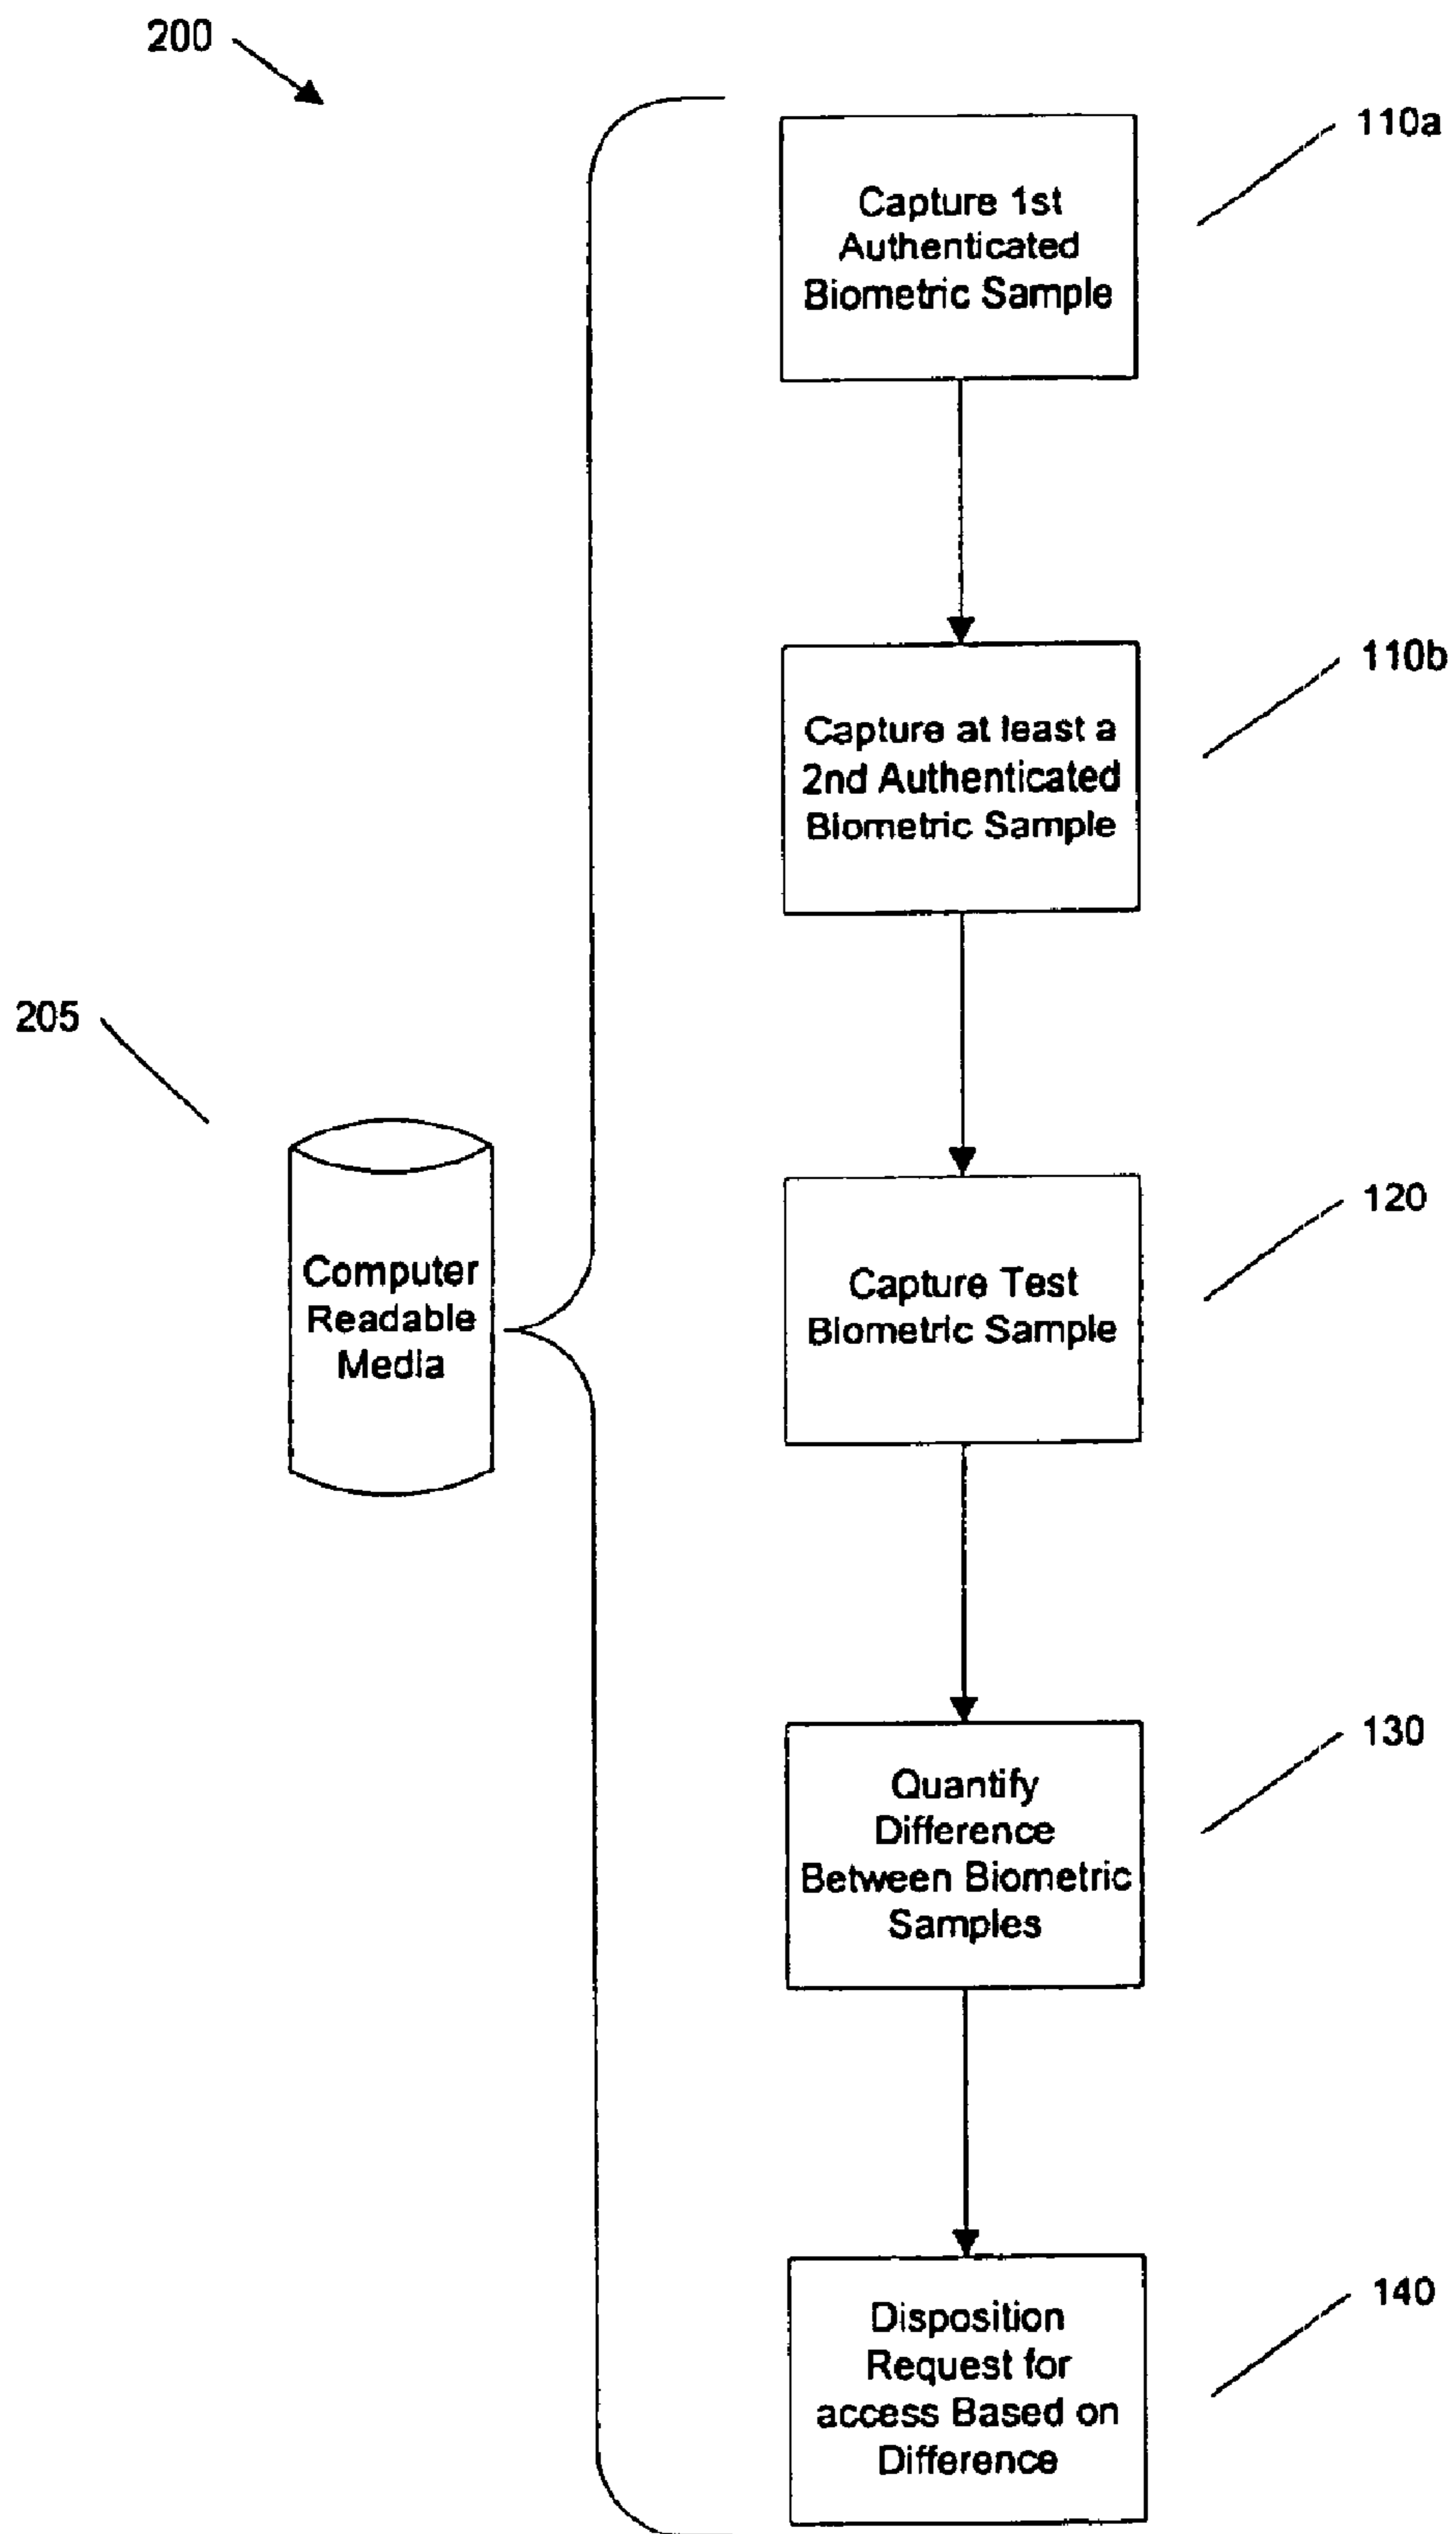 200
110a
Capture 1st
Authenticated
Biometric Sample
110b
Capture at least a
2nd Authenticated
Biometric Sample
205
Computer
Readable
Media
120
Capture Test
Biometric Sample
130
Quantify
Difference
Between Biometric
Samples
140
Disposition
Request for
access Based on
Difference